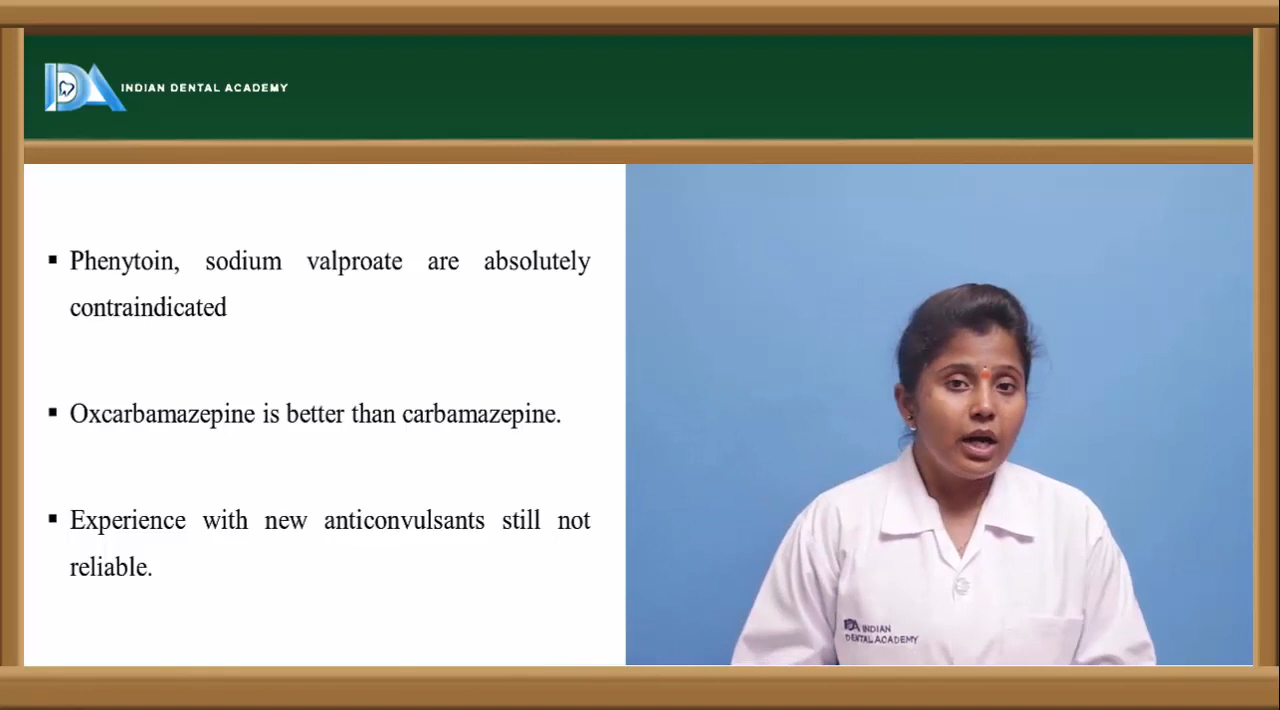 INDIAN DENTAL ACADEMY
▪ Phenytoin, sodium valproate are absolutely
contraindicated
▪ Oxcarbamazepine is better than carbamazepine.
▪ Experience with new anticonvulsants still not
reliable.
IDA INDIAN
DENTAL ACADEMY